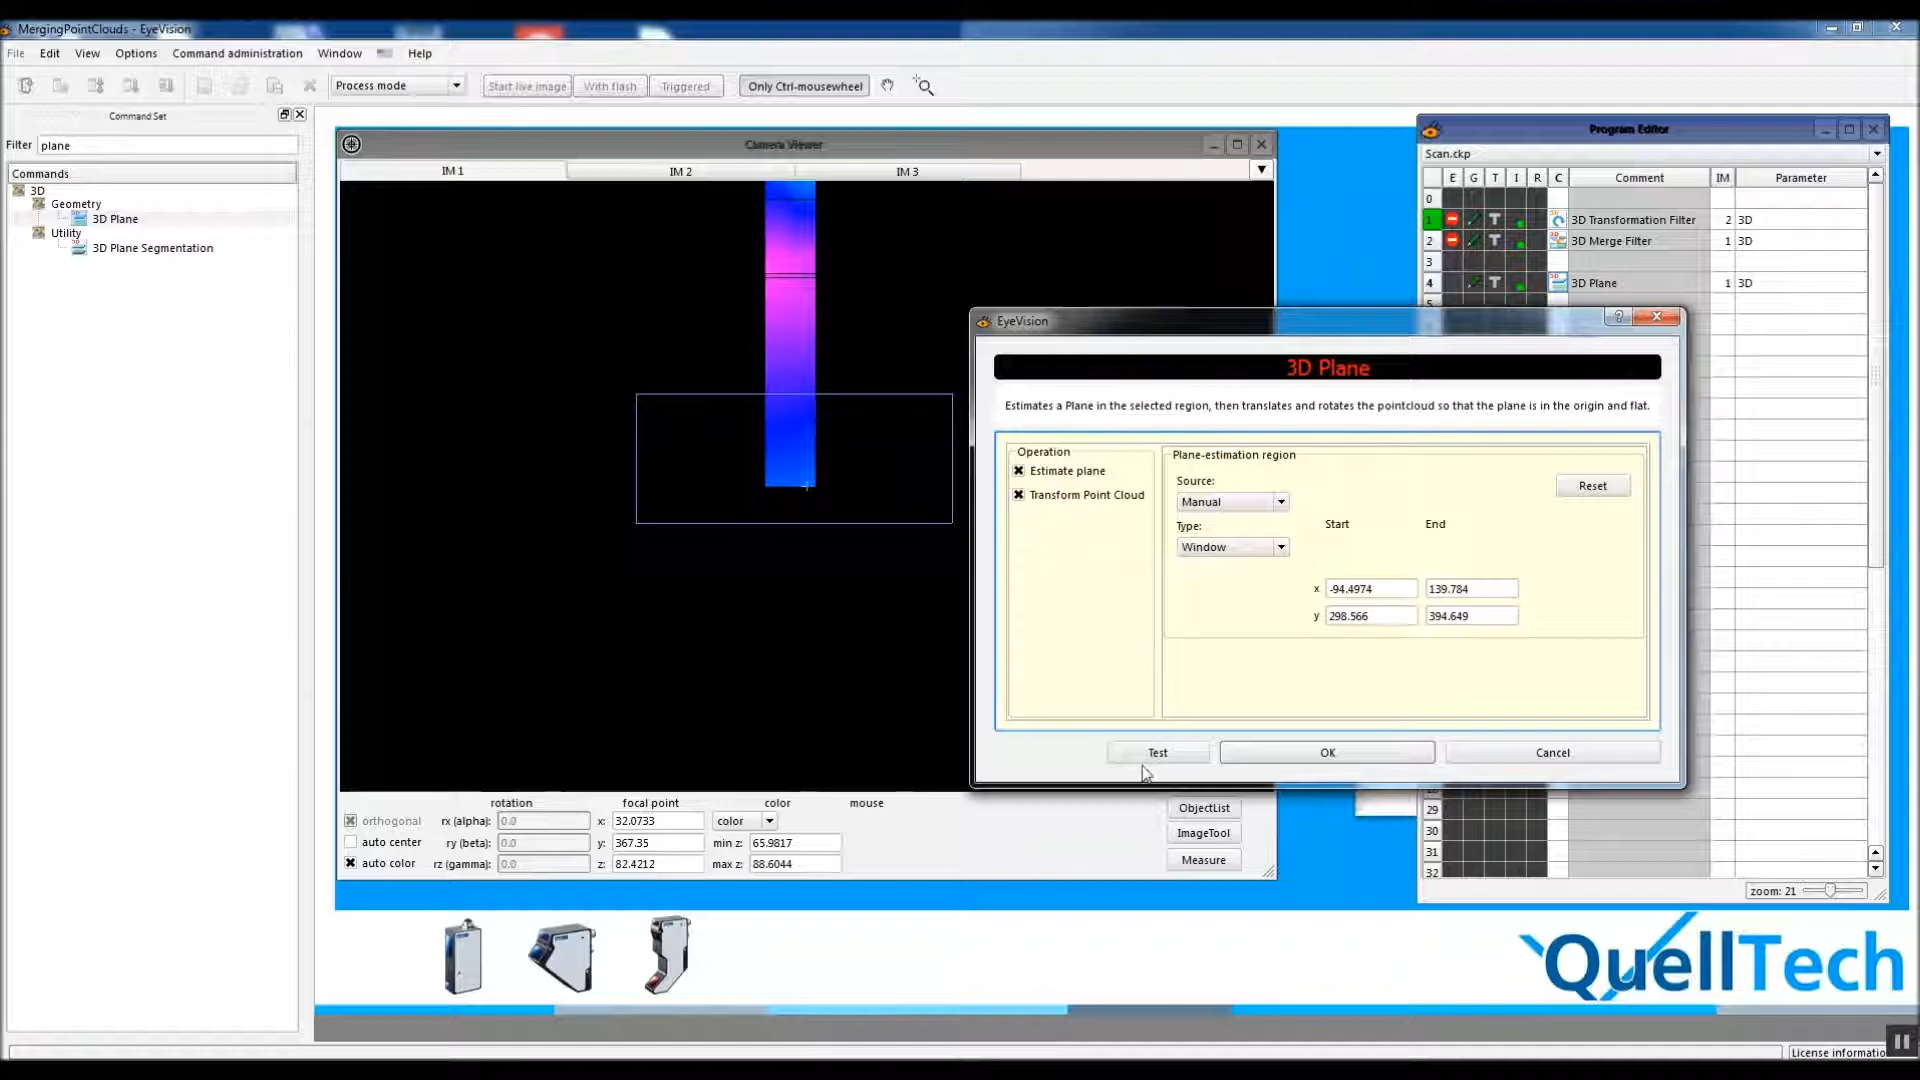 MergingPointClouds - EyeVision
File Edit View Options Command administration Window Help
Process mode Start live image With flash Triggered Only Ctrl-mousewheel
Command Set
Filter plane
Commands
3D
Geometry
3D Plane
Utility
3D Plane Segmentation
Camera Viewer
IM 1 IM 2 IM 3
rotation focal point color mouse
orthogonal rx (alpha): 0.0 x: 32.0733 color
auto center ry (beta): 0.0 y: 367.35 min z: 65.9817
auto color rz (gamma): 0.0 z: 82.4212 max z: 88.6044
ObjectList
ImageTool
Measure
Program Editor
Scan.ckp
E G T I R C Comment IM Parameter
0
1 T 3D Transformation Filter 2 3D
2 T 3D Merge Filter 1 3D
3
4 T 3D Plane 1 3D
EyeVision
3D Plane
Estimates a Plane in the selected region, then translates and rotates the pointcloud so that the plane is in the origin and flat.
Operation
Estimate plane
Transform Point Cloud
Plane-estimation region
Source:
Manual
Reset
Type: Start End
Window
x -94.4974 139.784
y 298.566 394.649
Test OK Cancel
29
30
31
32
zoom: 21
QuellTech
License informatio